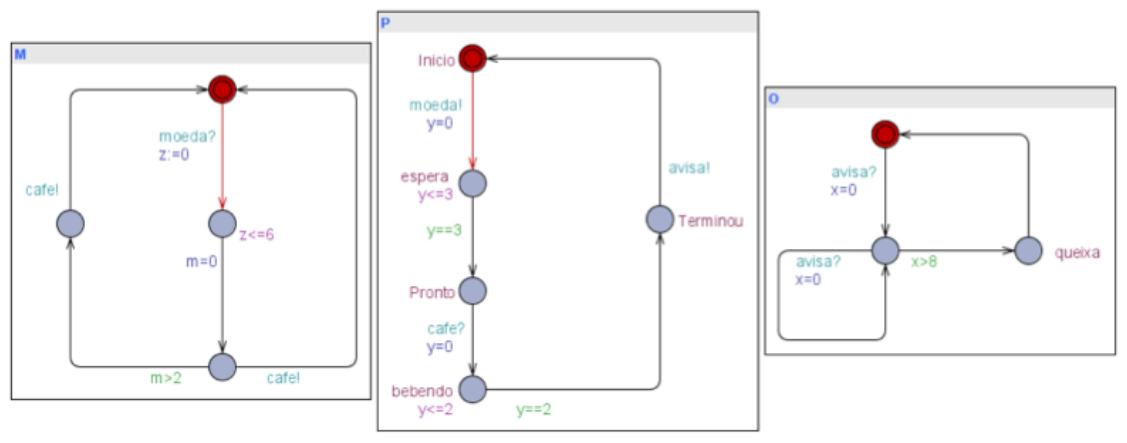 M
moeda?
z:=0
cafe!
z<=6
m=0
m>2
cafe!
P
Inicio
moeda!
y=0
espera
y<=3
avisa!
y==3
Terminou
Pronto
cafe?
y=0
bebendo
y<=2
y==2
O
avisa?
x=0
avisa?
x=0
x>8
queixa